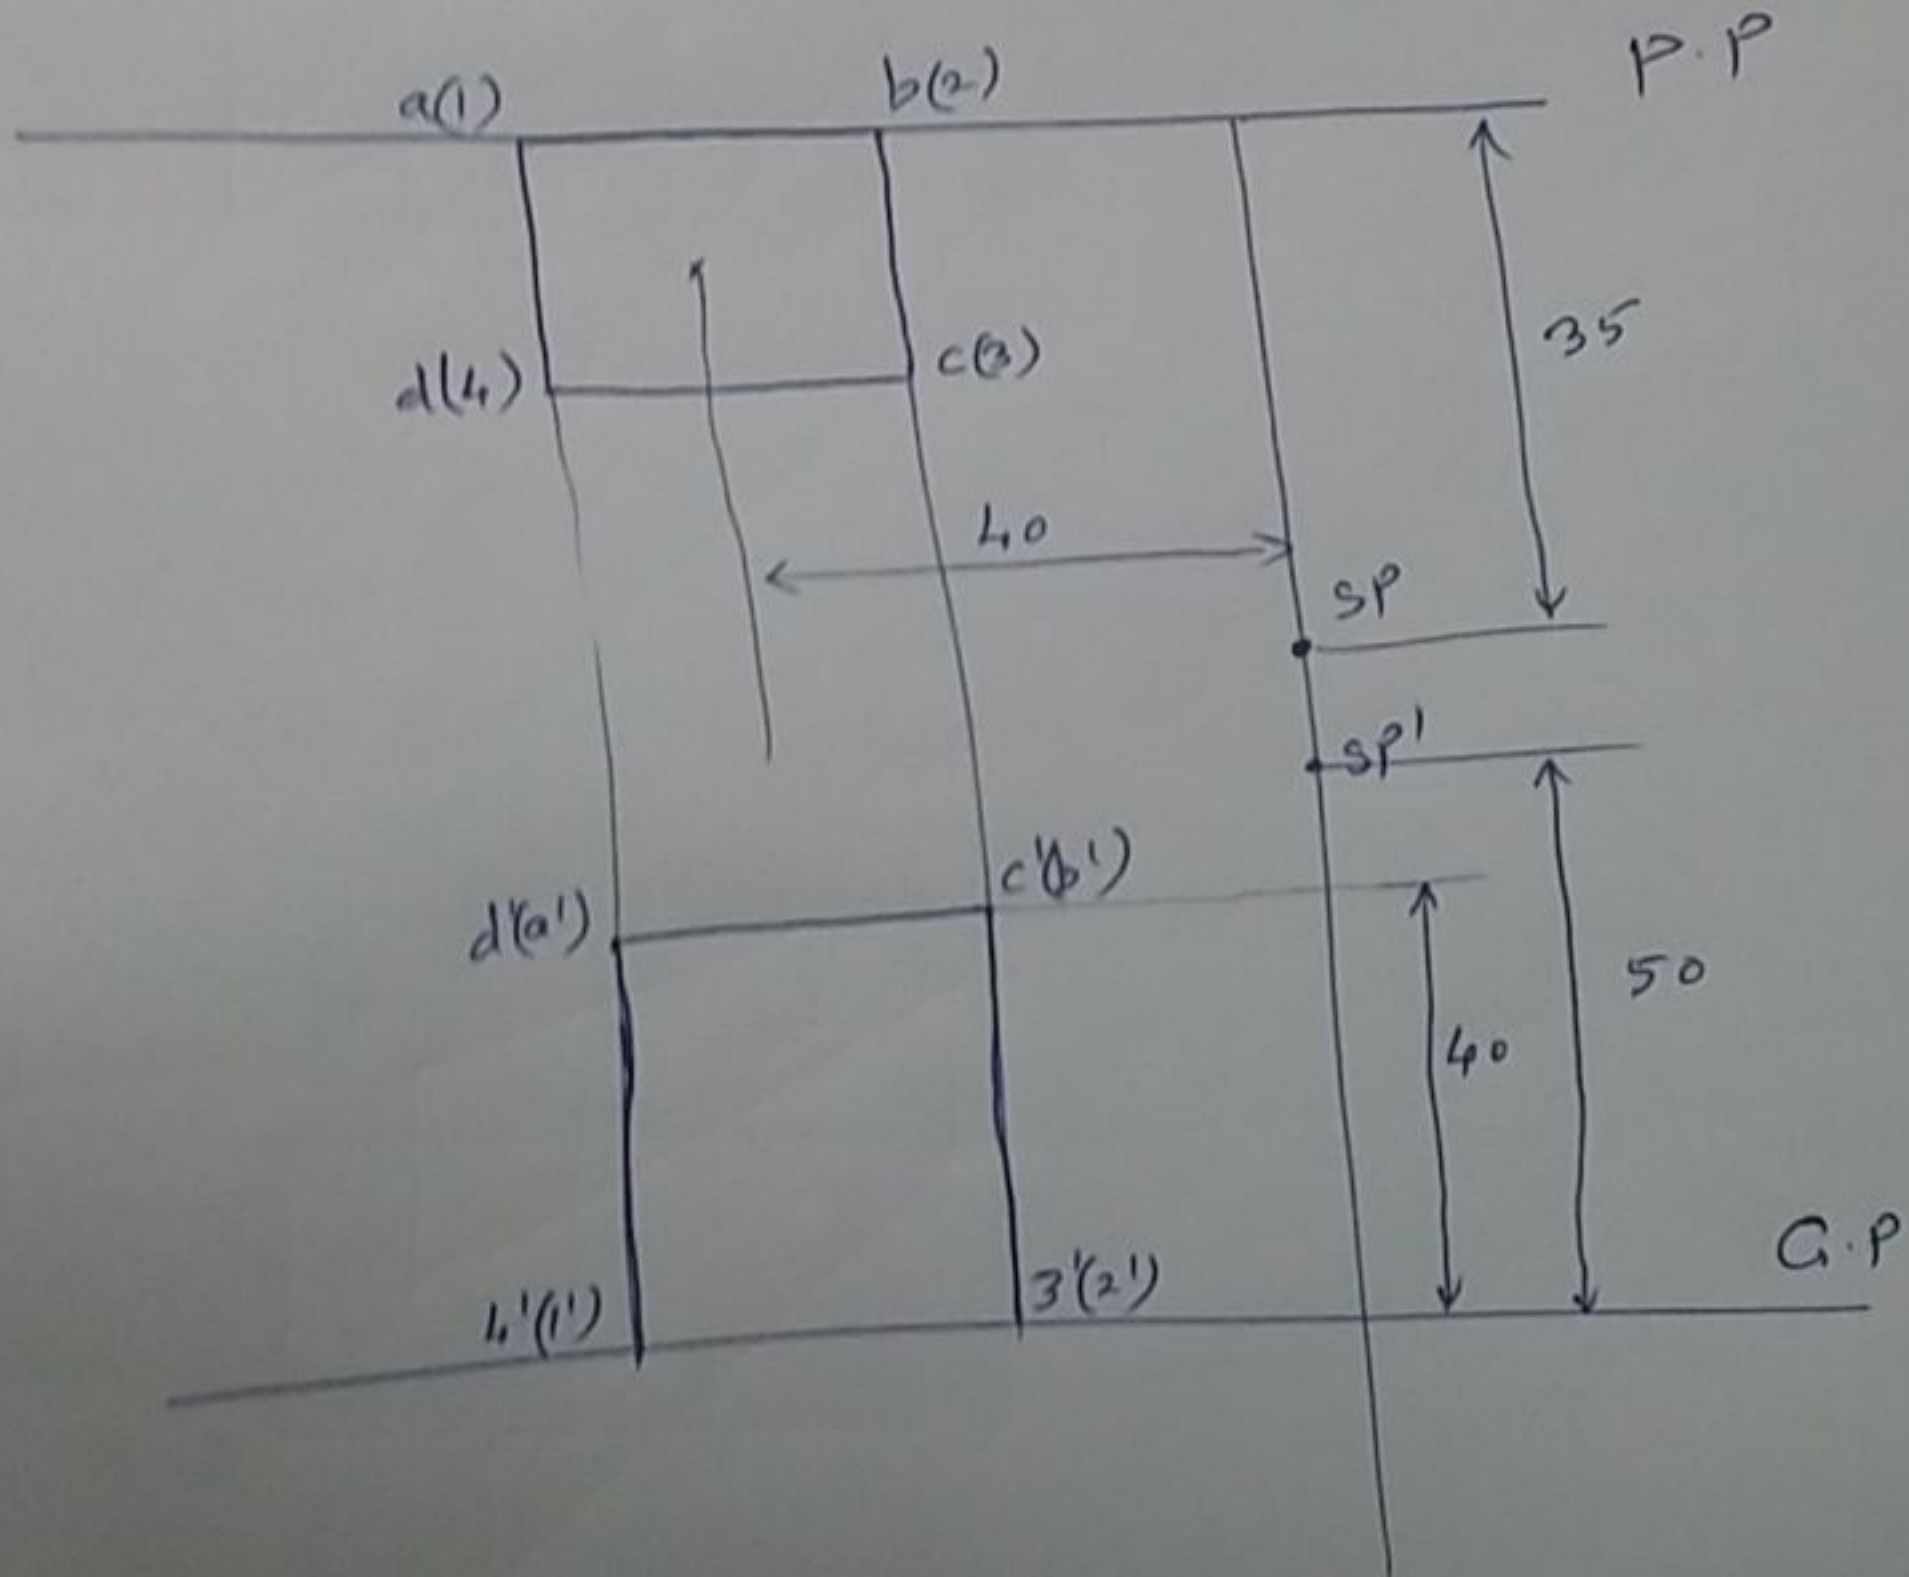 P.P
a(1) b(2)
35
d(4) c(3)
40
SP
SP'
c'(b')
d'(a')
50
40
G.P
4'(1') 3'(2')